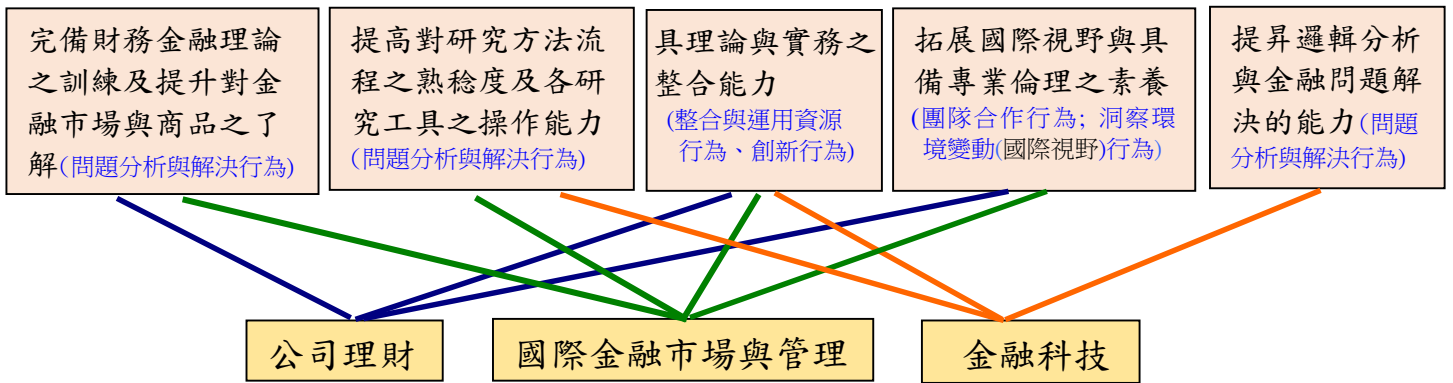 完備財務金融理論
之訓練及提升對金
融市場與商品之了
解(問題分析與解決行為)
提高對研究方法流
程之熟稔度及各研
究工具之操作能力
(問題分析與解決行為)
具理論與實務之
整合能力
(整合與運用資源
行為、創新行為)
拓展國際視野與具
備專業倫理之素養
(團隊合作行為; 洞察環
境變動(國際視野)行為)
提昇邏輯分析
與金融問題解
決的能力(問題
分析與解決行為)
公司理財
國際金融市場與管理
金融科技